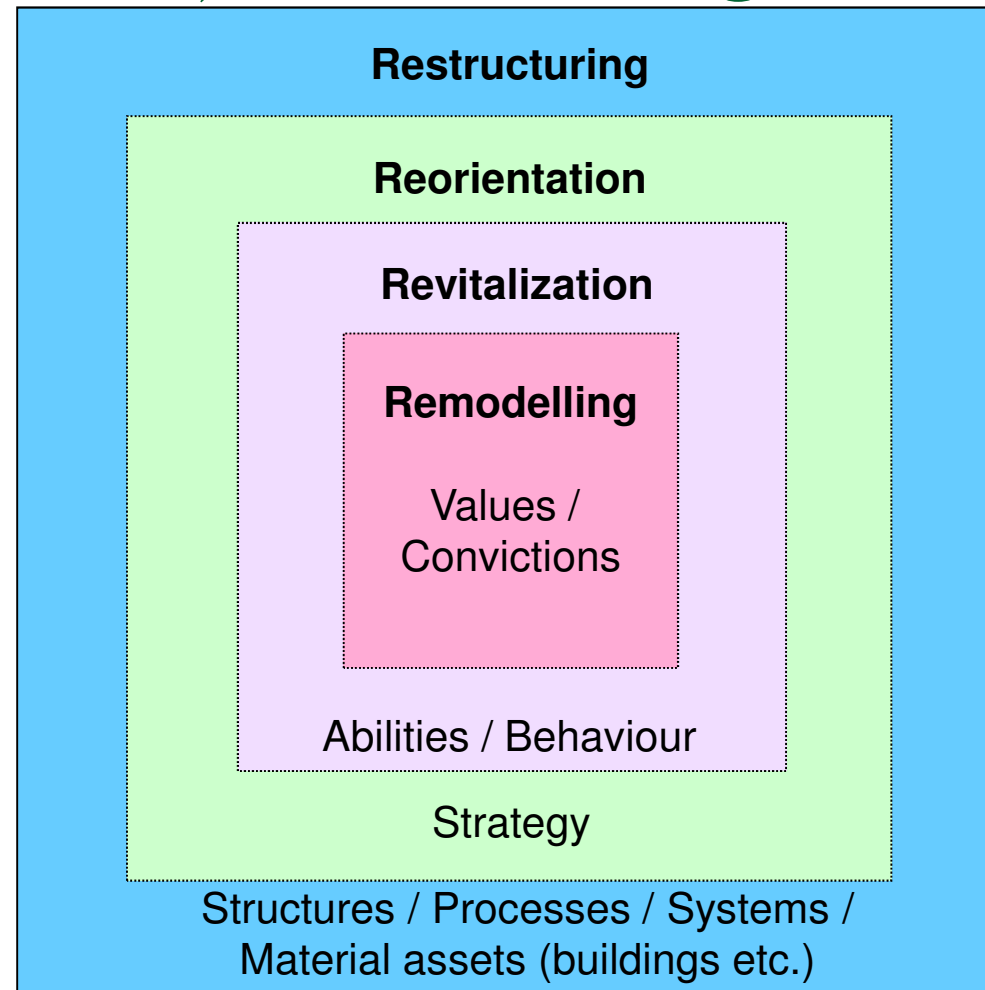 Restructuring
Reorientation
Revitalization
Remodelling
Values /
Convictions
Abilities / Behaviour
Strategy
Structures / Processes / Systems /
Material assets (buildings etc.)